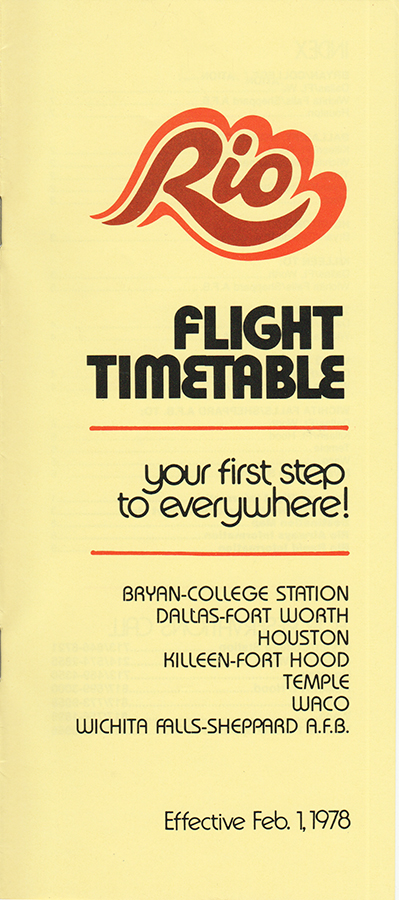 Rio
FLIGHT
TIMETABLE
your first step
to everywhere!
BRYAN-COLLEGE STATION
DALLAS-FORT WORTH
HOUSTON
KILLEEN-FORT HOOD
TEMPLE
WACO
WICHITA FALLS-SHEPPARD A.F.B.
Effective Feb. 1, 1978